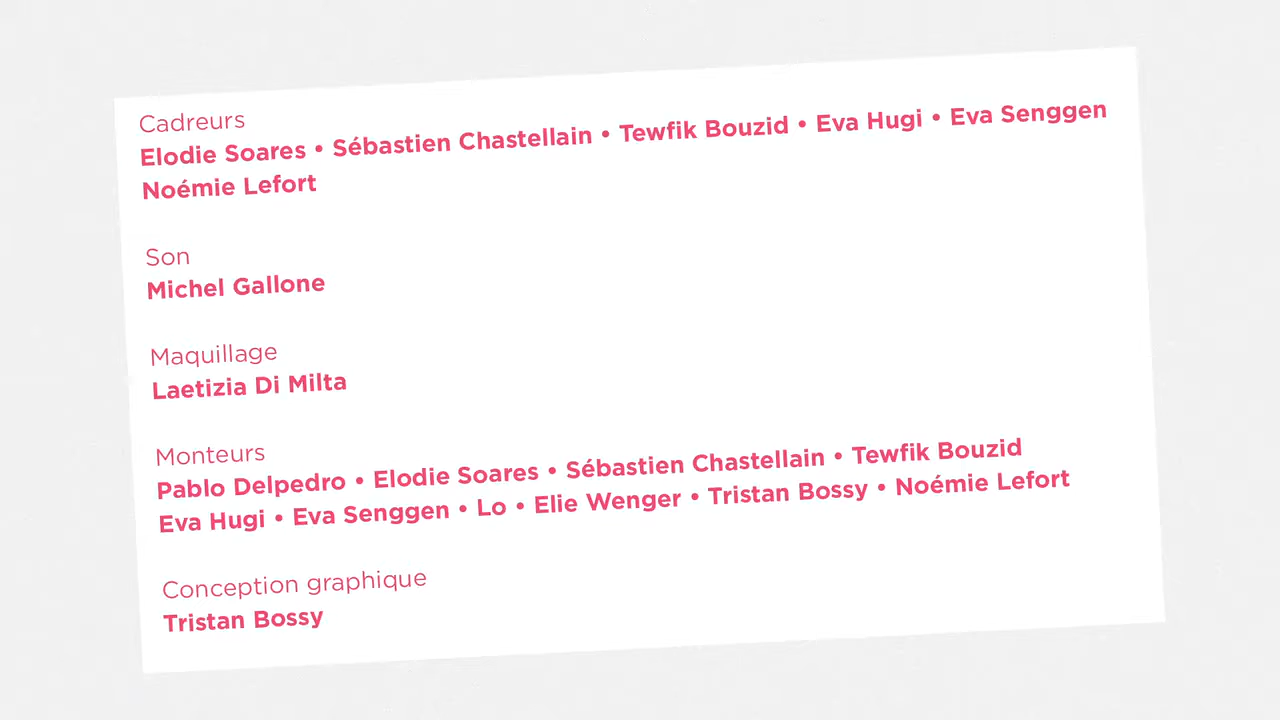 Cadreurs
Elodie Soares • Sébastien Chastellain • Tewfik Bouzid • Eva Hugi • Eva Senggen
Noémie Lefort
Son
Michel Gallone
Maquillage
Laetizia Di Milta
Monteurs
Pablo Delpedro • Elodie Soares • Sébastien Chastellain • Tewfik Bouzid
Eva Hugi • Eva Senggen • Lo • Elie Wenger • Tristan Bossy • Noémie Lefort
Conception graphique
Tristan Bossy